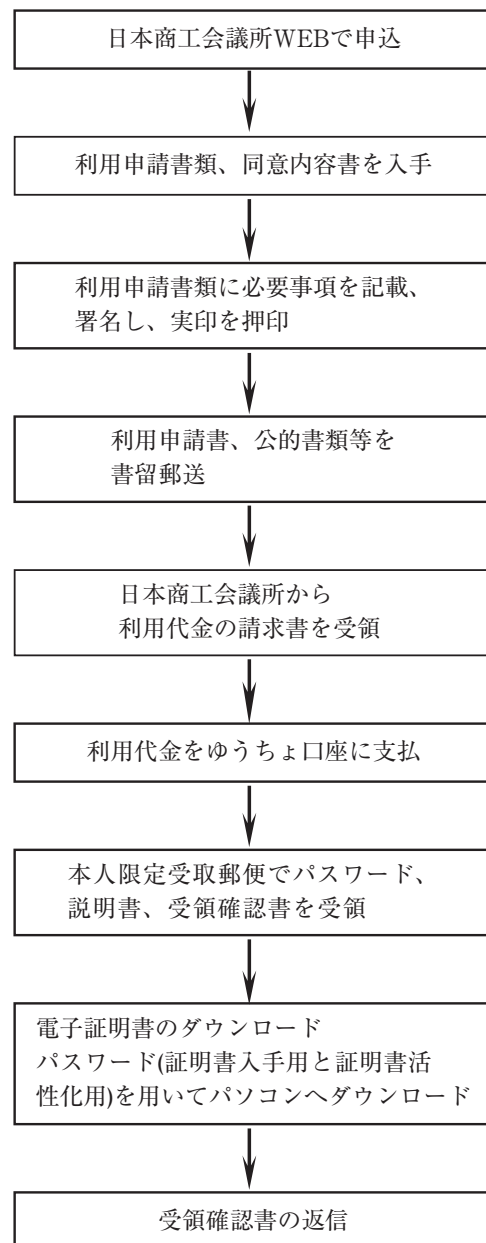 日本商工会議所WEBで申込
利用申請書類、同意内容書を入手
利用申請書類に必要事項を記載、
署名し、実印を押印
利用申請書、公的書類等を
書留郵送
日本商工会議所から
利用代金の請求書を受領
利用代金をゆうちょ口座に支払
本人限定受取郵便でパスワード、
説明書、受領確認書を受領
電子証明書のダウンロード
パスワード(証明書入手用と証明書活
性化用)を用いてパソコンへダウンロード
受領確認書の返信